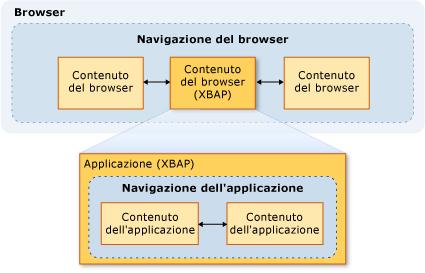 Browser
Navigazione del browser
Contenuto
del browser
Contenuto
del browser
(XBAP)
Contenuto
del browser
Applicazione (XBAP)
Navigazione dell'applicazione
Contenuto
dell'applicazione
Contenuto
dell'applicazione